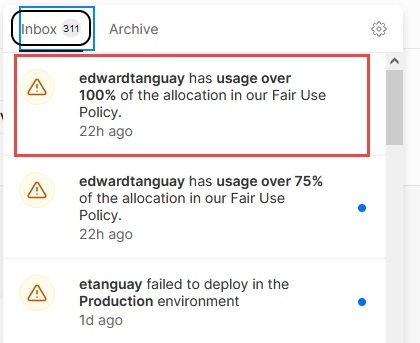 Inbox 311 Archive
edwardtanguay has usage over
100% of the allocation in our Fair Use
Policy.
22h ago
edwardtanguay has usage over 75%
of the allocation in our Fair Use
Policy.
22h ago
etanguay failed to deploy in the
Production environment
1d ago